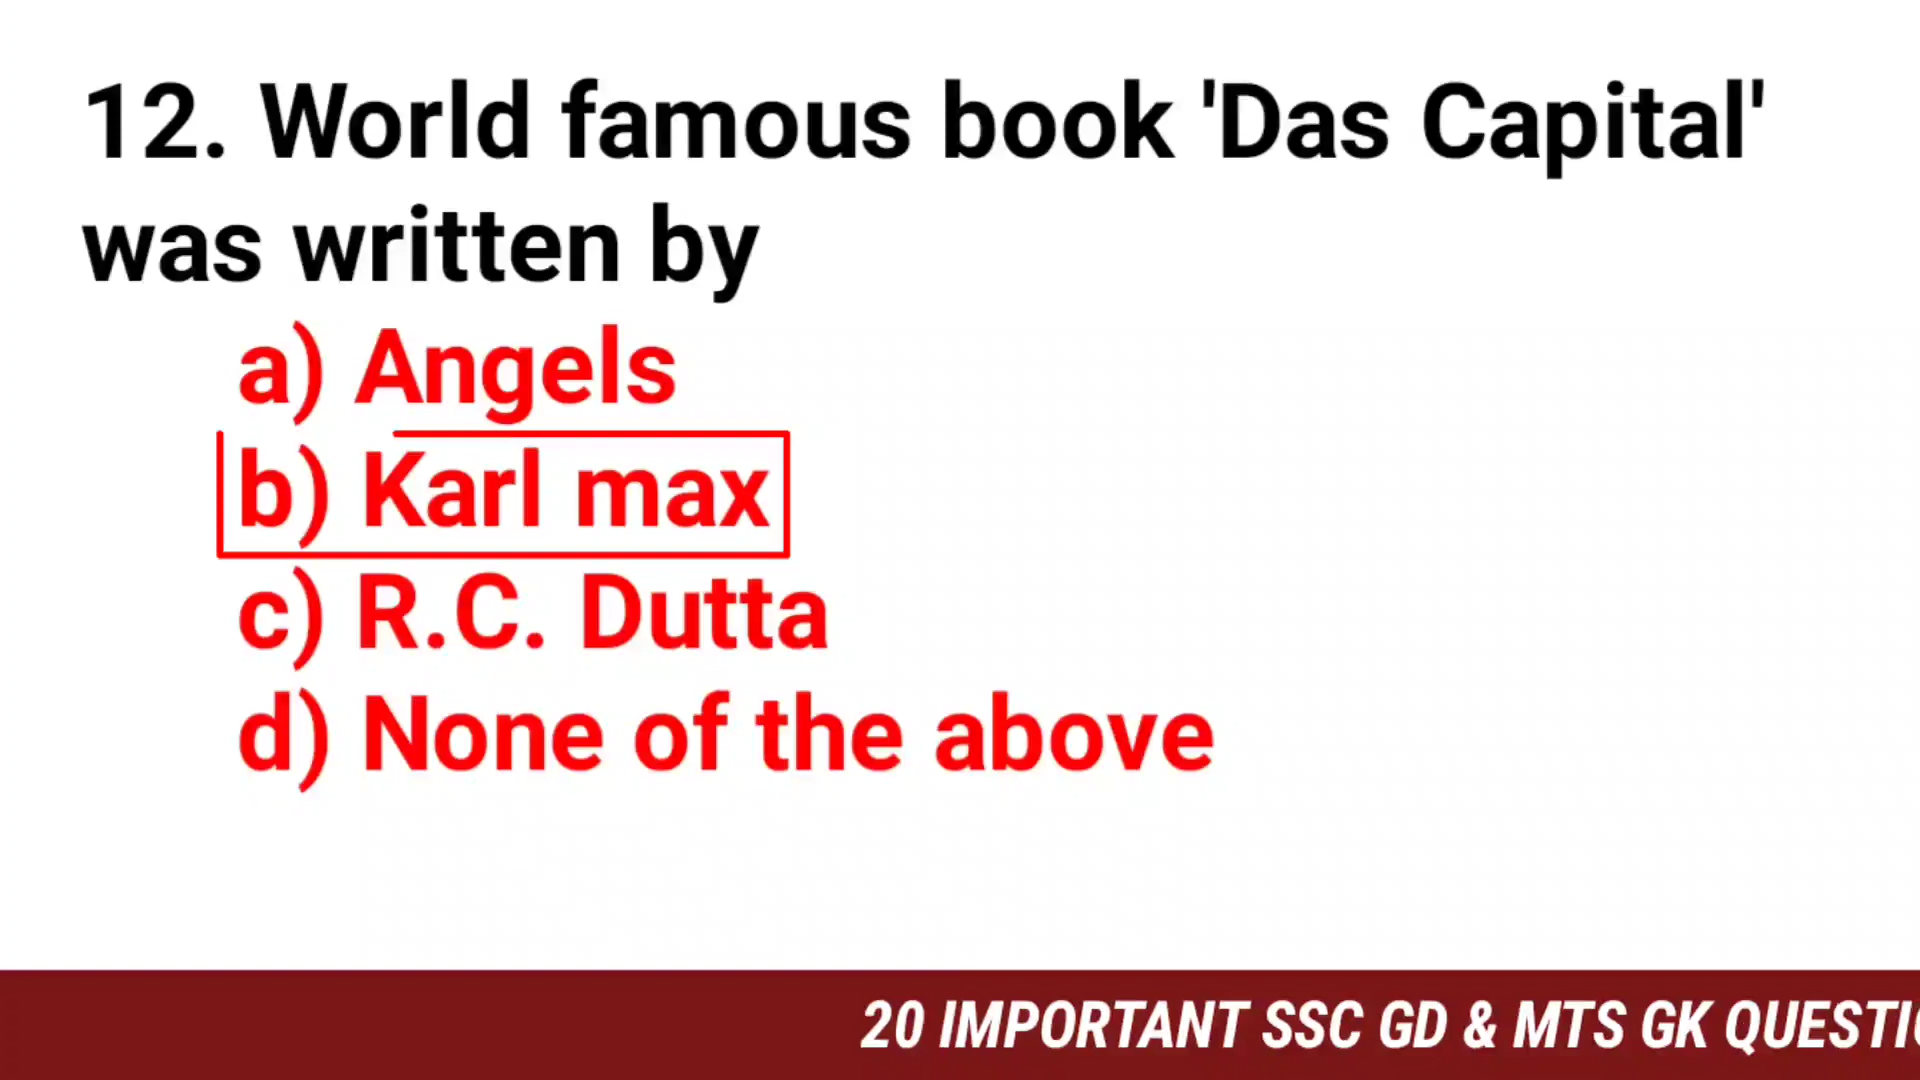 12. World famous book 'Das Capital'
was written by
a) Angels
b) Karl max
c) R.C. Dutta
d) None of the above
20 IMPORTANT SSC GD & MTS GK